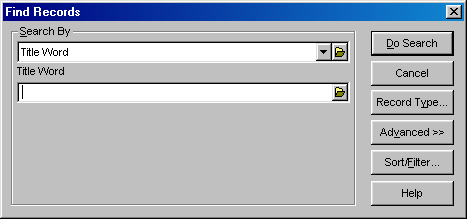 Find Records
Search By
Title Word
Title Word
Do Search
Cancel
Record Type...
Advanced >>
Sort/Filter...
Help